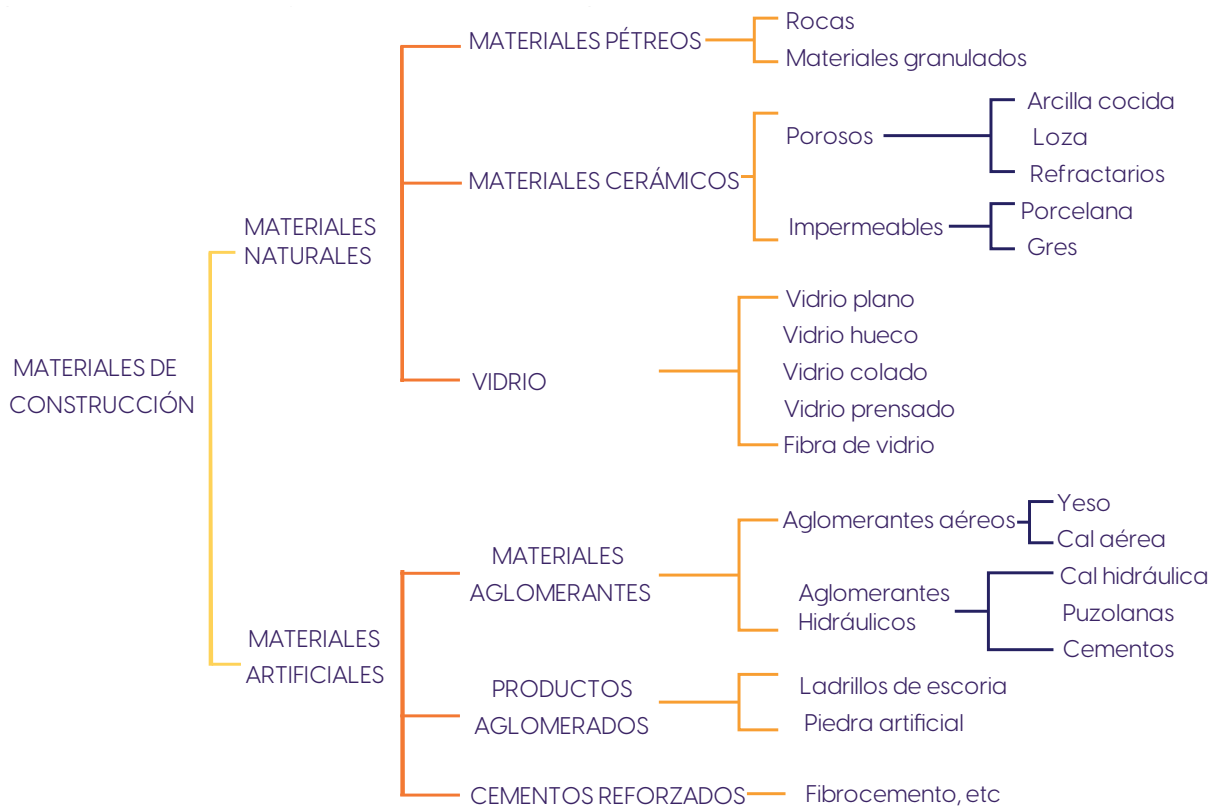 MATERIALES DE
CONSTRUCCIÓN
MATERIALES
NATURALES
MATERIALES PÉTREOS
Rocas
Materiales granulados
MATERIALES CERÁMICOS
Porosos
Arcilla cocida
Loza
Refractarios
Impermeables
Porcelana
Gres
VIDRIO
Vidrio plano
Vidrio hueco
Vidrio colado
Vidrio prensado
Fibra de vidrio
MATERIALES
ARTIFICIALES
MATERIALES
AGLOMERANTES
Aglomerantes aéreos
Yeso
Cal aérea
Aglomerantes
Hidráulicos
Cal hidráulica
Puzolanas
Cementos
PRODUCTOS
AGLOMERADOS
Ladrillos de escoria
Piedra artificial
CEMENTOS REFORZADOS
Fibrocemento, etc